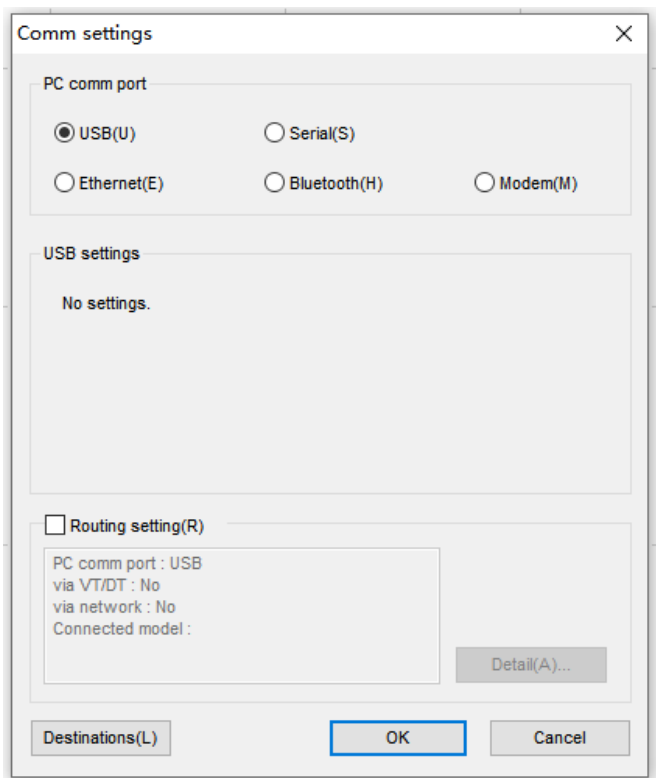 Comm settings
PC comm port
USB(U) Serial(S)
Ethernet(E) Bluetooth(H) Modem(M)
USB settings
No settings.
Routing setting(R)
PC comm port : USB
via VT/DT : No
via network : No
Connected model :
Detail(A)...
Destinations(L) OK Cancel